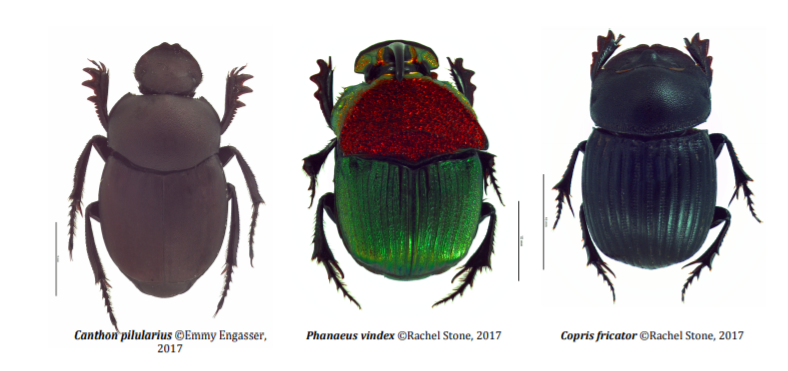 Canthon pilularius ©Emmy Engasser,
2017
Phanaeus vindex ©Rachel Stone, 2017
Copris fricator ©Rachel Stone, 2017